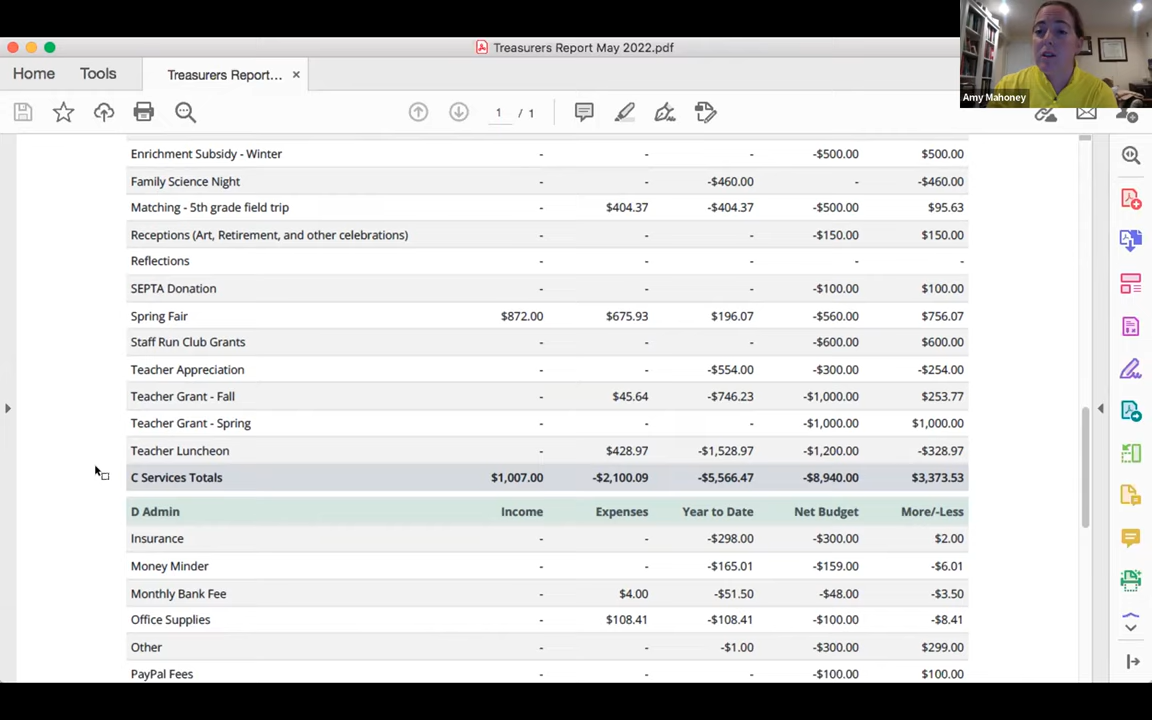 Treasurers Report May 2022.pdf
Amy Mahoney
Home Tools Treasurers Report... ×
1 / 1
Enrichment Subsidy - Winter - - - -$500.00 $500.00
Family Science Night - - -$460.00 - -$460.00
Matching - 5th grade field trip - $404.37 -$404.37 -$500.00 $95.63
Receptions (Art, Retirement, and other celebrations) - - - -$150.00 $150.00
Reflections - - - - -
SEPTA Donation - - - -$100.00 $100.00
Spring Fair $872.00 $675.93 $196.07 -$560.00 $756.07
Staff Run Club Grants - - - -$600.00 $600.00
Teacher Appreciation - - -$554.00 -$300.00 -$254.00
Teacher Grant - Fall - $45.64 -$746.23 -$1,000.00 $253.77
Teacher Grant - Spring - - - -$1,000.00 $1,000.00
Teacher Luncheon - $428.97 -$1,528.97 -$1,200.00 -$328.97
C Services Totals $1,007.00 -$2,100.09 -$5,566.47 -$8,940.00 $3,373.53
D Admin Income Expenses Year to Date Net Budget More/-Less
Insurance - - -$298.00 -$300.00 $2.00
Money Minder - - -$165.01 -$159.00 -$6.01
Monthly Bank Fee - $4.00 -$51.50 -$48.00 -$3.50
Office Supplies - $108.41 -$108.41 -$100.00 -$8.41
Other - - -$1.00 -$300.00 $299.00
PayPal Fees - - - -$100.00 $100.00